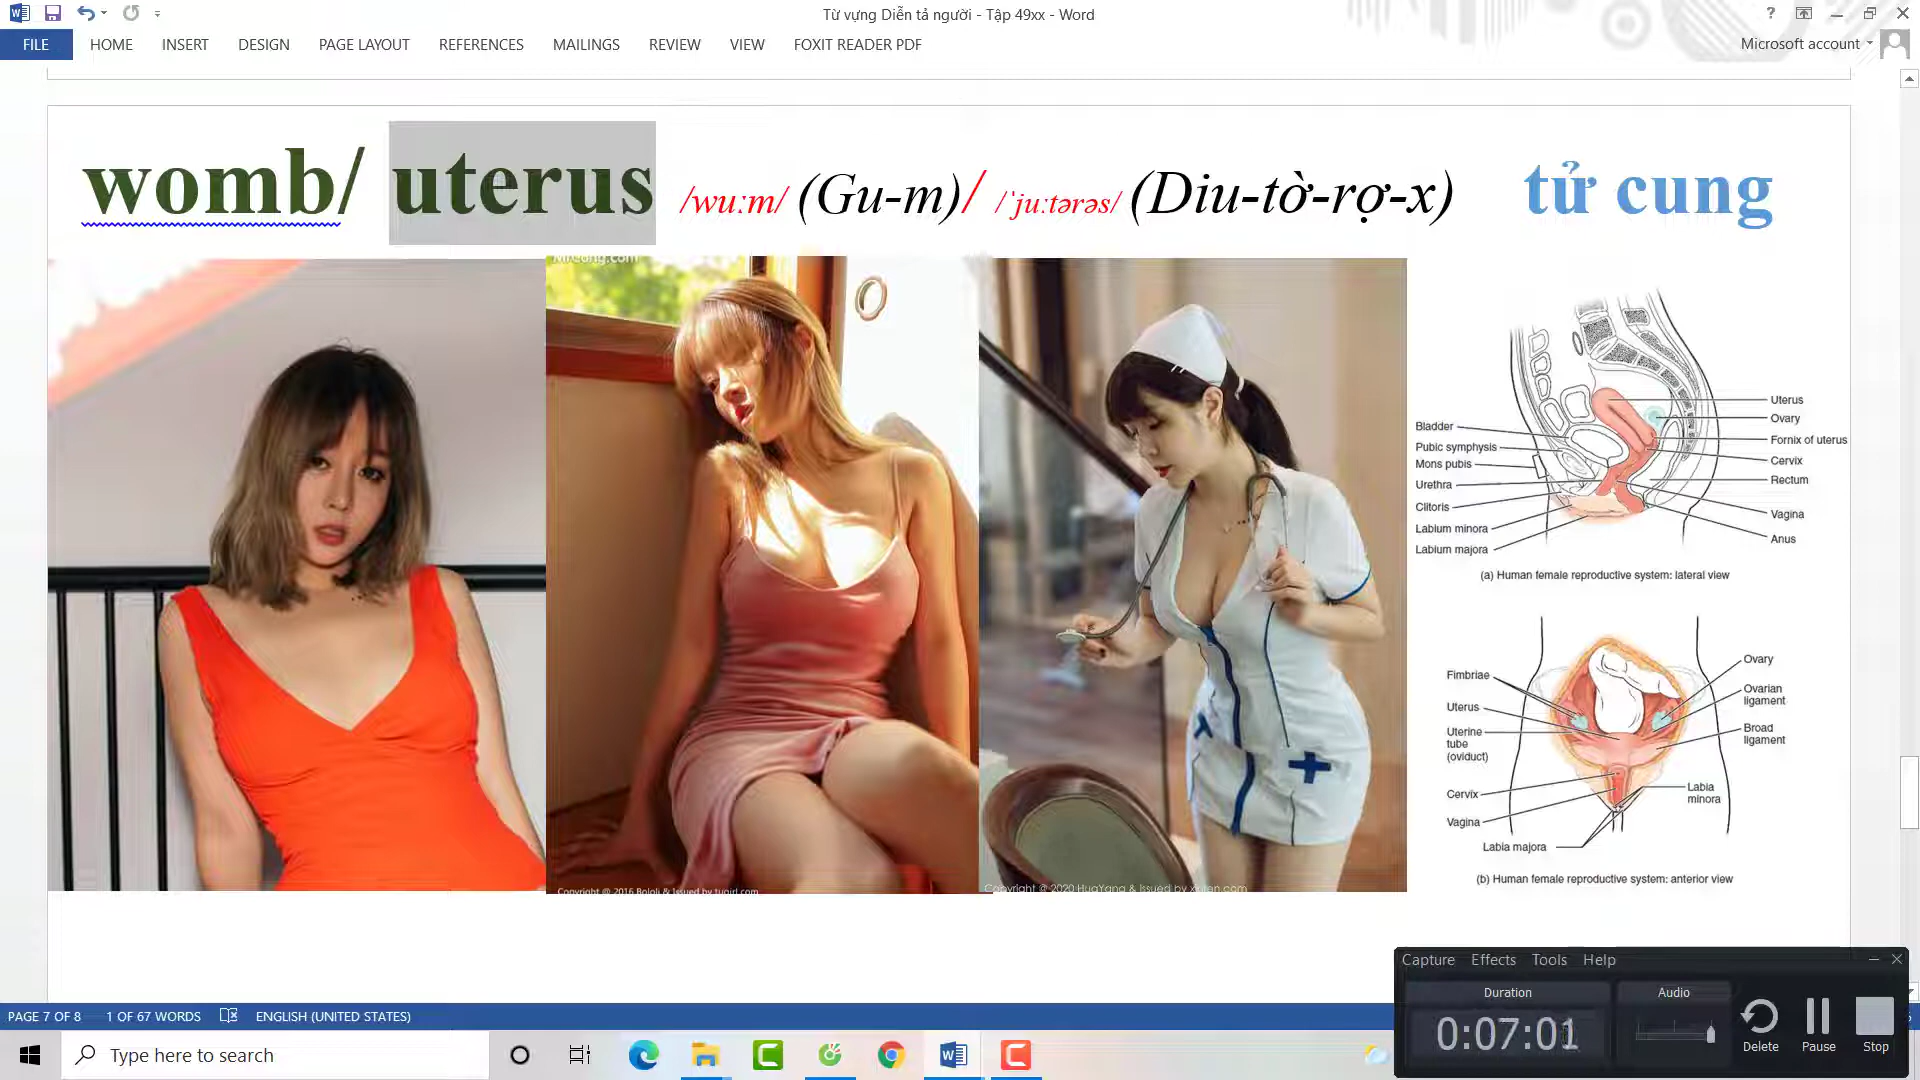 Từ vựng Diễn tả người - Tập 49xx - Word
FILE HOME INSERT DESIGN PAGE LAYOUT REFERENCES MAILINGS REVIEW VIEW FOXIT READER PDF Microsoft account
womb/ uterus /wuːm/ (Gu-m)/ /ˋjuːtərəs/ (Diu-tờ-rợ-x) tử cung
Copyright @ 2016 Bololi & Issued by tugirl.com
Copyright @ 2020 HuaYang & Issued by xiuren.com
Uterus
Ovary
Fornix of uterus
Cervix
Rectum
Vagina
Anus
Bladder
Pubic symphysis
Mons pubis
Urethra
Clitoris
Labium minora
Labium majora
(a) Human female reproductive system: lateral view
Ovary
Ovarian
ligament
Broad
ligament
Labia
minora
Fimbriae
Uterus
Uterine
tube
(oviduct)
Cervix
Vagina
Labia majora
(b) Human female reproductive system: anterior view
Capture Effects Tools Help
Duration Audio
0:07:01
Delete Pause Stop
PAGE 7 OF 8 1 OF 67 WORDS ENGLISH (UNITED STATES)
Type here to search